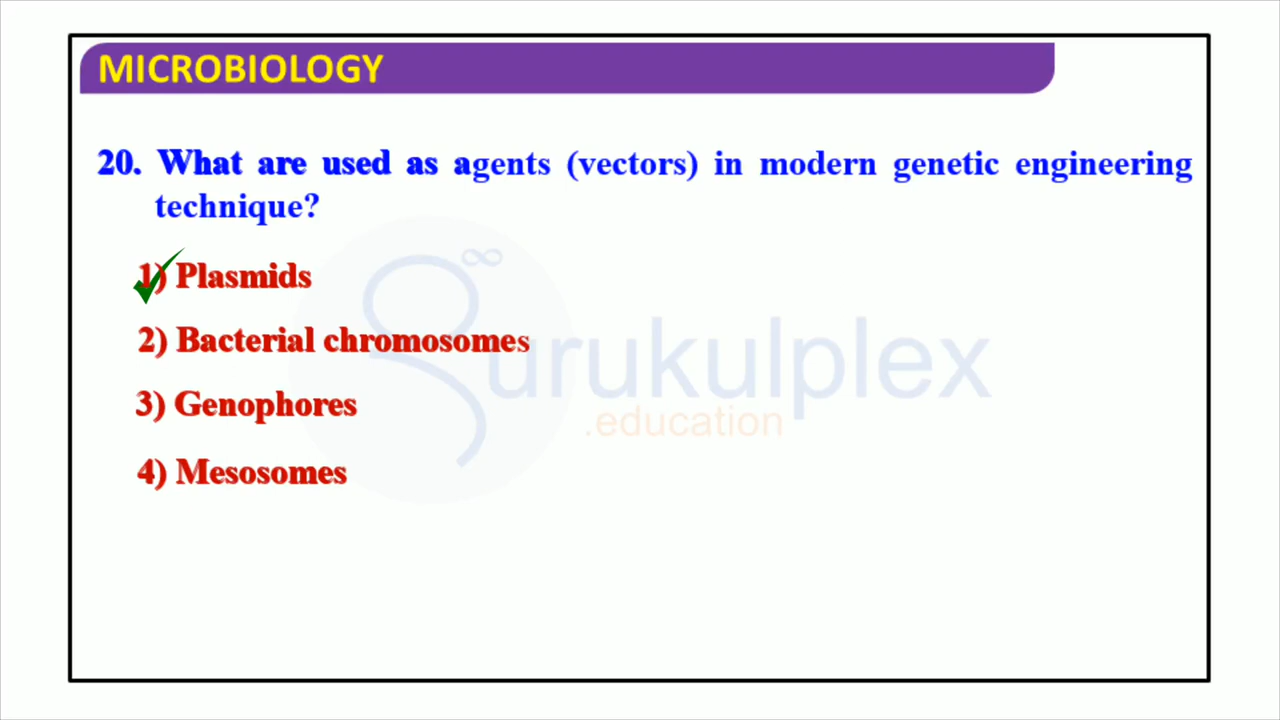 MICROBIOLOGY
20. What are used as agents (vectors) in modern genetic engineering
technique?
1) Plasmids
2) Bacterial chromosomes
3) Genophores
4) Mesosomes
gurukulplex
.education